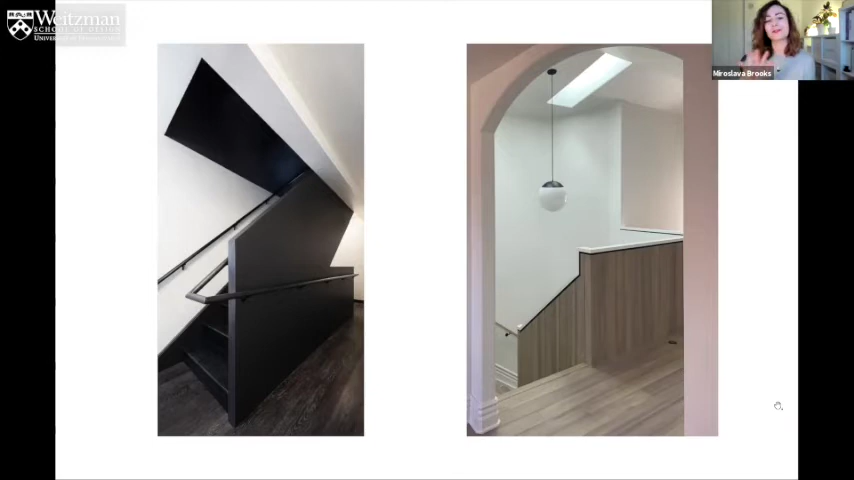 Weitzman
SCHOOL OF DESIGN
UNIVERSITY OF PENNSYLVANIA
Miroslava Brooks